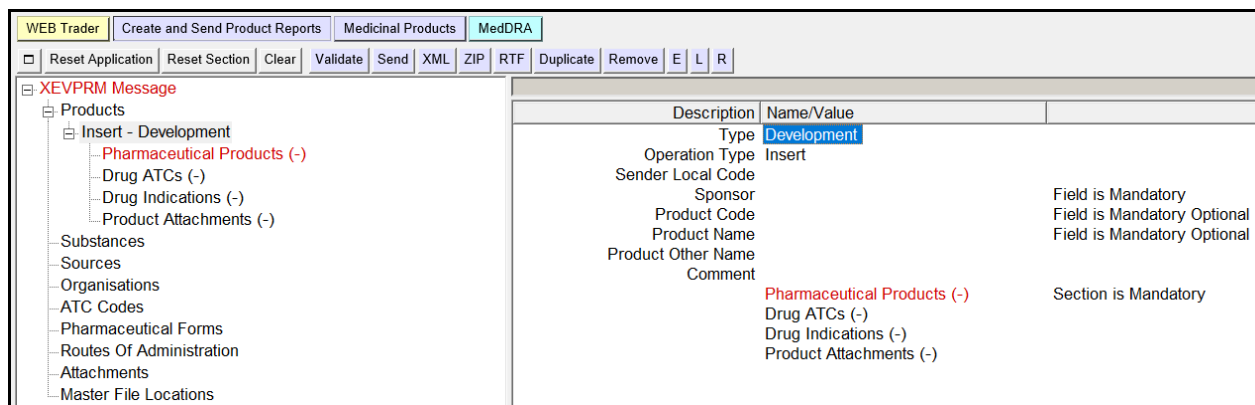 WEB Trader Create and Send Product Reports Medicinal Products MedDRA
Reset Application Reset Section Clear Validate Send XML ZIP RTF Duplicate Remove E L R
XEVPRM Message
Products
Insert - Development
Pharmaceutical Products (-)
Drug ATCs (-)
Drug Indications (-)
Product Attachments (-)
Substances
Sources
Organisations
ATC Codes
Pharmaceutical Forms
Routes Of Administration
Attachments
Master File Locations
Description Name/Value
Type Development
Operation Type Insert
Sender Local Code
Sponsor Field is Mandatory
Product Code Field is Mandatory Optional
Product Name Field is Mandatory Optional
Product Other Name
Comment
Pharmaceutical Products (-) Section is Mandatory
Drug ATCs (-)
Drug Indications (-)
Product Attachments (-)